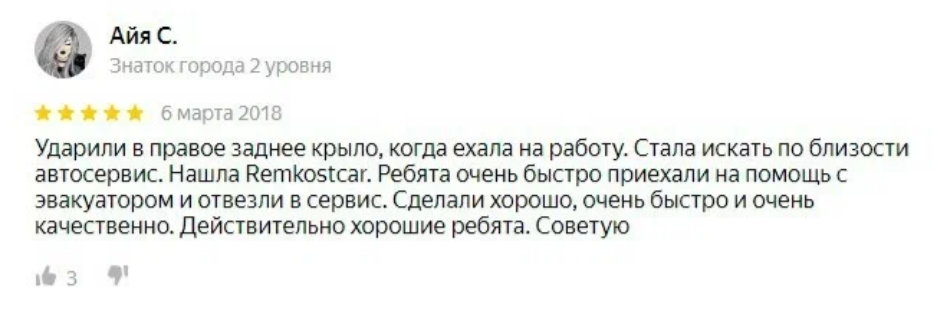 Айя С.
Знаток города 2 уровня
6 марта 2018
Ударили в правое заднее крыло, когда ехала на работу. Стала искать по близости
автосервис. Нашла Remkostcar. Ребята очень быстро приехали на помощь с
эвакуатором и отвезли в сервис. Сделали хорошо, очень быстро и очень
качественно. Действительно хорошие ребята. Советую
3